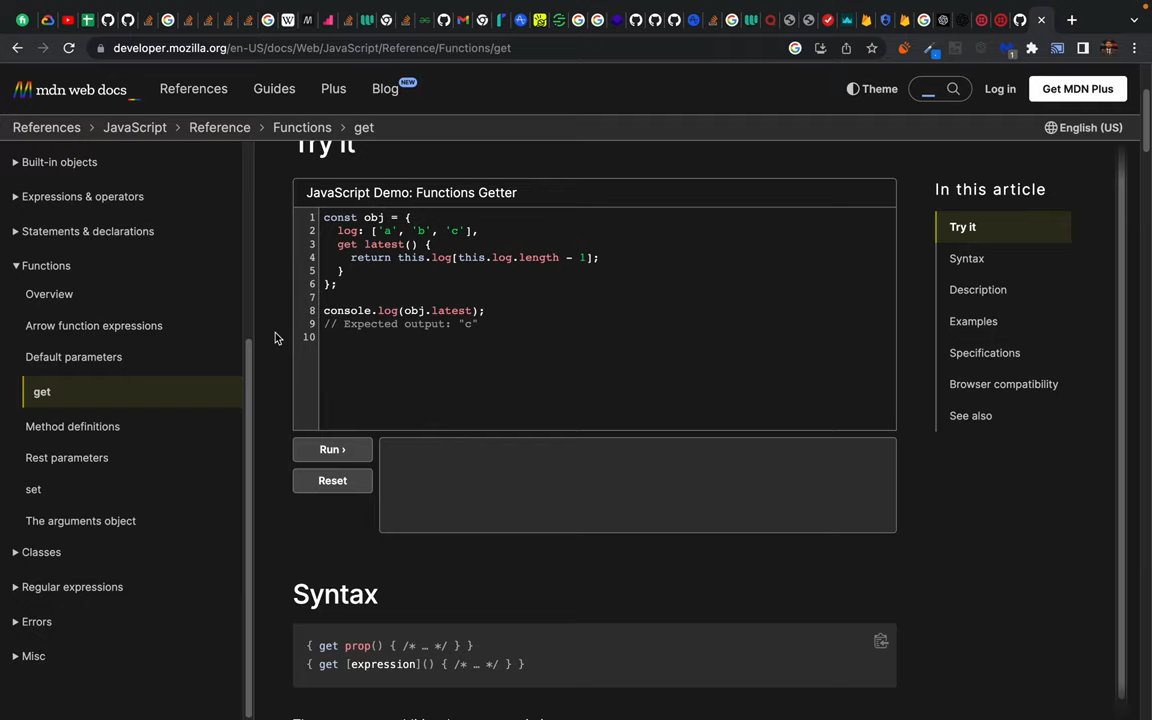 developer.mozilla.org/en-US/docs/Web/JavaScript/Reference/Functions/get
1
mdn web docs_
References
Guides
Plus
Blog NEW
Theme
Log in
Get MDN Plus
References > JavaScript > Reference > Functions > get
English (US)
Built-in objects
Expressions & operators
Statements & declarations
Functions
Overview
Arrow function expressions
Default parameters
get
Method definitions
Rest parameters
set
The arguments object
Classes
Regular expressions
Errors
Misc
Try it
JavaScript Demo: Functions Getter
1 const obj = {
2 log: ['a', 'b', 'c'],
3 get latest() {
4 return this.log[this.log.length - 1];
5 }
6 };
7
8 console.log(obj.latest);
9 // Expected output: "c"
10
Run ›
Reset
Syntax
{ get prop() { /* … */ } }
{ get [expression]() { /* … */ } }
In this article
Try it
Syntax
Description
Examples
Specifications
Browser compatibility
See also